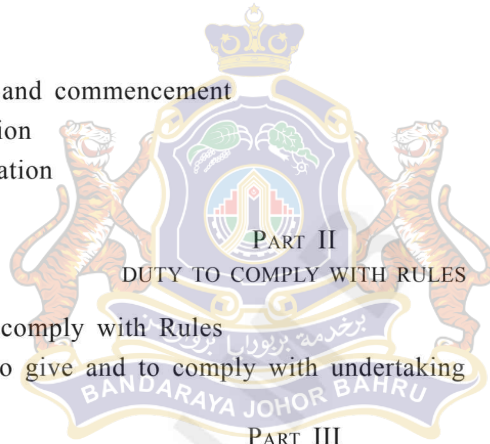 and commencement
ion
ation
PART II
DUTY TO COMPLY WITH RULES
comply with Rules
o give and to comply with undertaking
BANDARAYA JOHOR BAHRU
PART III